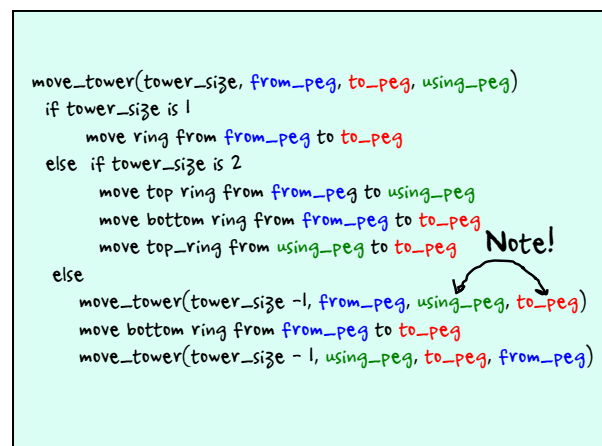 move_tower(tower_size, from_peg, to_peg, using_peg)
if tower_size is 1
move ring from from_peg to to_peg
else if tower_size is 2
move top ring from from_peg to using_peg
move bottom ring from from_peg to to_peg
move top_ring from using_peg to to_peg
Note!
else
move_tower(tower_size -1, from_peg, using_peg, to_peg)
move bottom ring from from_peg to to_peg
move_tower(tower_size - 1, using_peg, to_peg, from_peg)